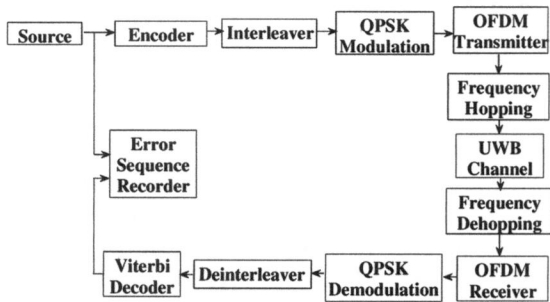 Source
Encoder
Interleaver
QPSK
Modulation
OFDM
Transmitter
Frequency
Hopping
UWB
Channel
Frequency
Dehopping
OFDM
Receiver
QPSK
Demodulation
Deinterleaver
Viterbi
Decoder
Error
Sequence
Recorder